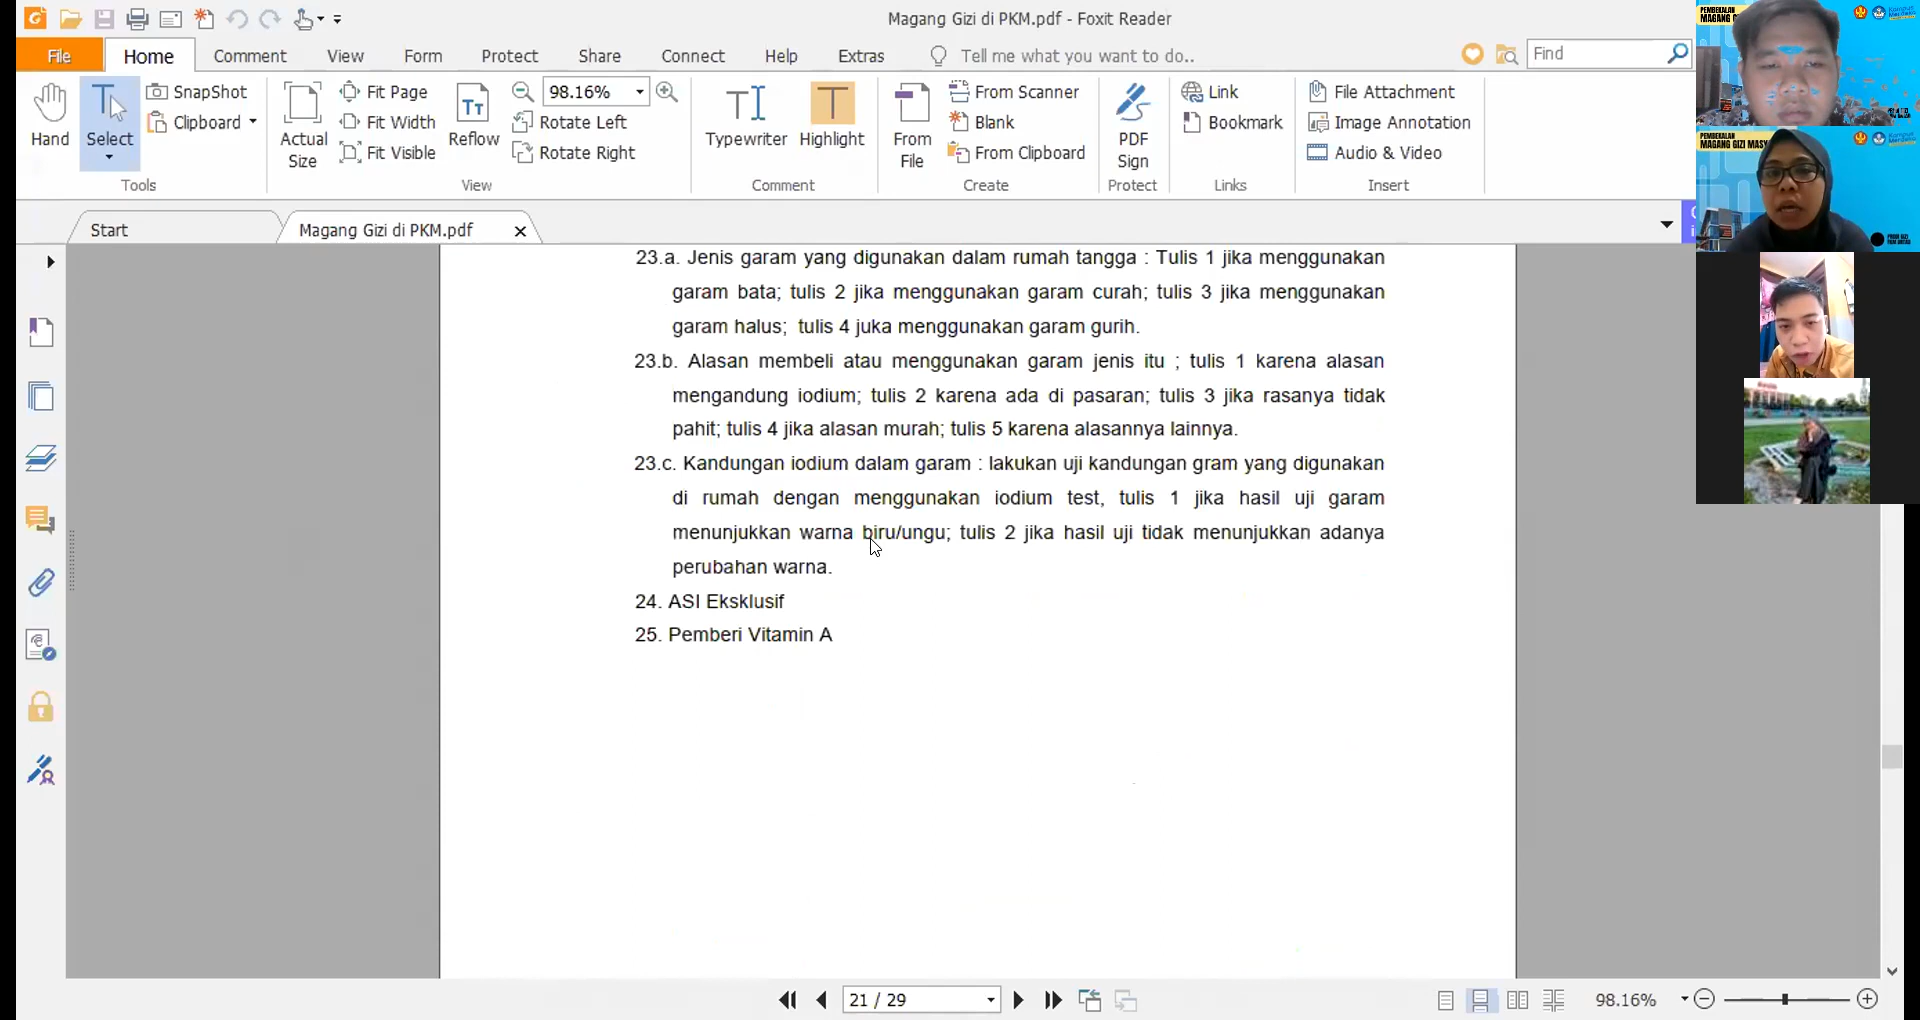 Magang Gizi di PKM.pdf - Foxit Reader
File Home Comment View Form Protect Share Connect Help Extras Tell me what you want to do.. Find
Hand
Select
Tools
SnapShot
Clipboard
Actual Size
Fit Page
Fit Width
Fit Visible
Reflow
98.16%
Rotate Left
Rotate Right
View
Typewriter
Highlight
Comment
From File
From Scanner
Blank
From Clipboard
Create
PDF Sign
Protect
Link
Bookmark
Links
File Attachment
Image Annotation
Audio & Video
Insert
Start
Magang Gizi di PKM.pdf
23.a. Jenis garam yang digunakan dalam rumah tangga : Tulis 1 jika menggunakan
garam bata; tulis 2 jika menggunakan garam curah; tulis 3 jika menggunakan
garam halus; tulis 4 juka menggunakan garam gurih.
23.b. Alasan membeli atau menggunakan garam jenis itu ; tulis 1 karena alasan
mengandung iodium; tulis 2 karena ada di pasaran; tulis 3 jika rasanya tidak
pahit; tulis 4 jika alasan murah; tulis 5 karena alasannya lainnya.
23.c. Kandungan iodium dalam garam : lakukan uji kandungan gram yang digunakan
di rumah dengan menggunakan iodium test, tulis 1 jika hasil uji garam
menunjukkan warna biru/ungu; tulis 2 jika hasil uji tidak menunjukkan adanya
perubahan warna.
24. ASI Eksklusif
25. Pemberi Vitamin A
21 / 29
98.16%
PEMBEKALAN
MAGANG
PEMBEKALAN
MAGANG GIZI